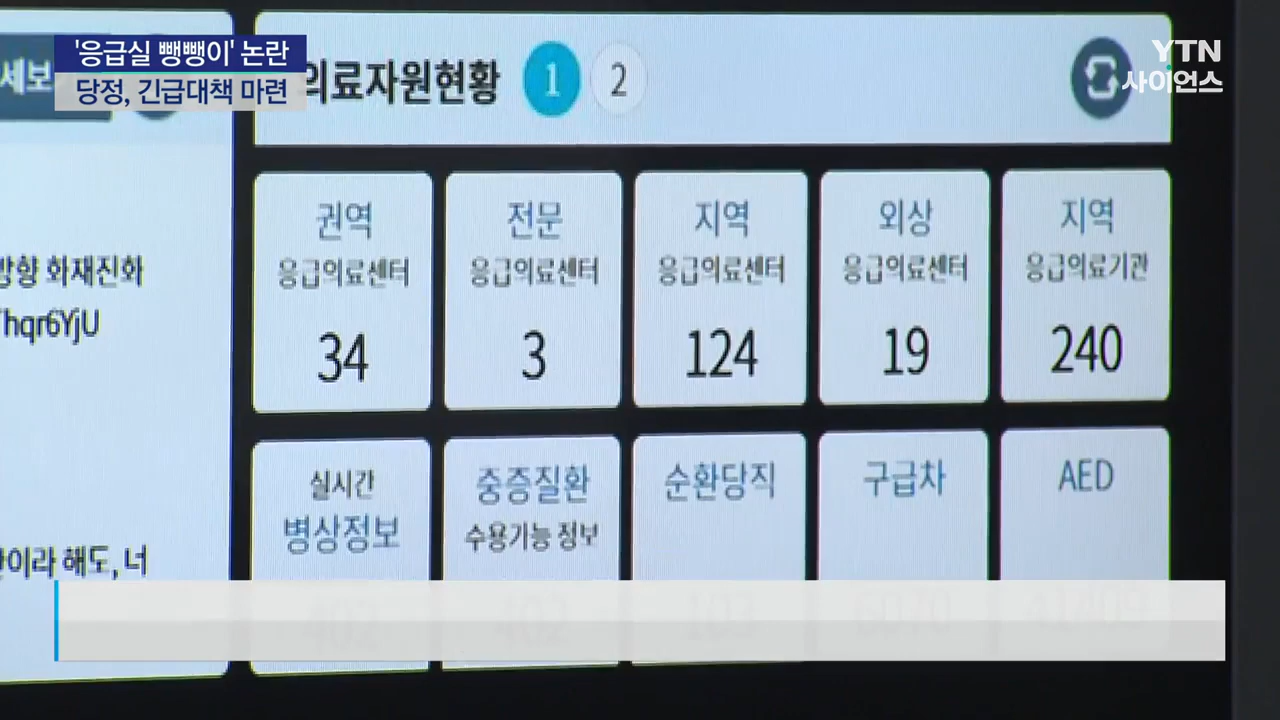 '응급실 뺑뺑이' 논란
당정, 긴급대책 마련
YTN
사이언스
세보
의료자원현황
1
2
방향 화재진화
hqr6YjU
이라 해도, 너
권역
응급의료센터
34
전문
응급의료센터
3
지역
응급의료센터
124
외상
응급의료센터
19
지역
응급의료기관
240
실시간
병상정보
402
중증질환
수용가능 정보
402
순환당직
103
구급차
AED